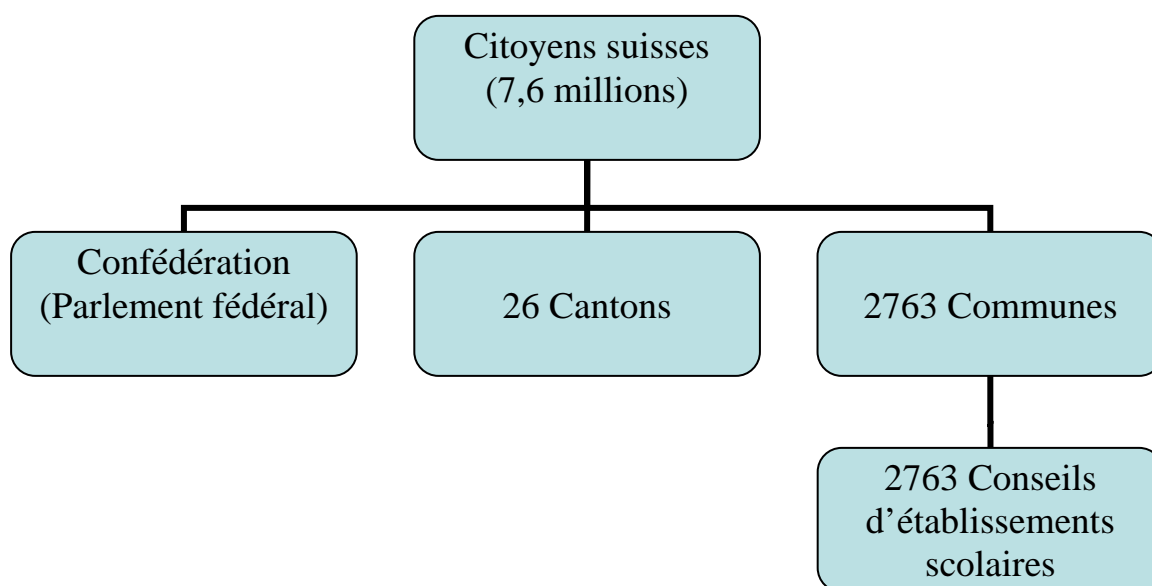 Citoyens suisses
(7,6 millions)
Confédération
(Parlement fédéral)
26 Cantons
2763 Communes
2763 Conseils
d’établissements
scolaires